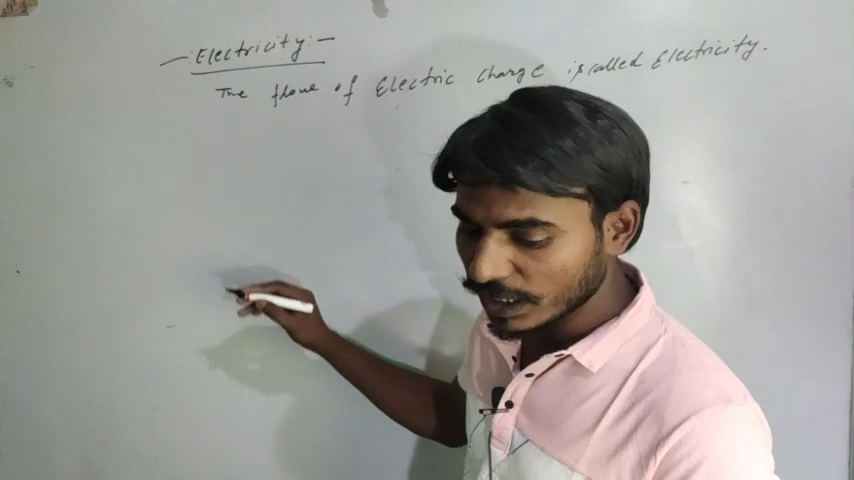 —:Electricity:—
The flow of Electric charge is called Electricity.